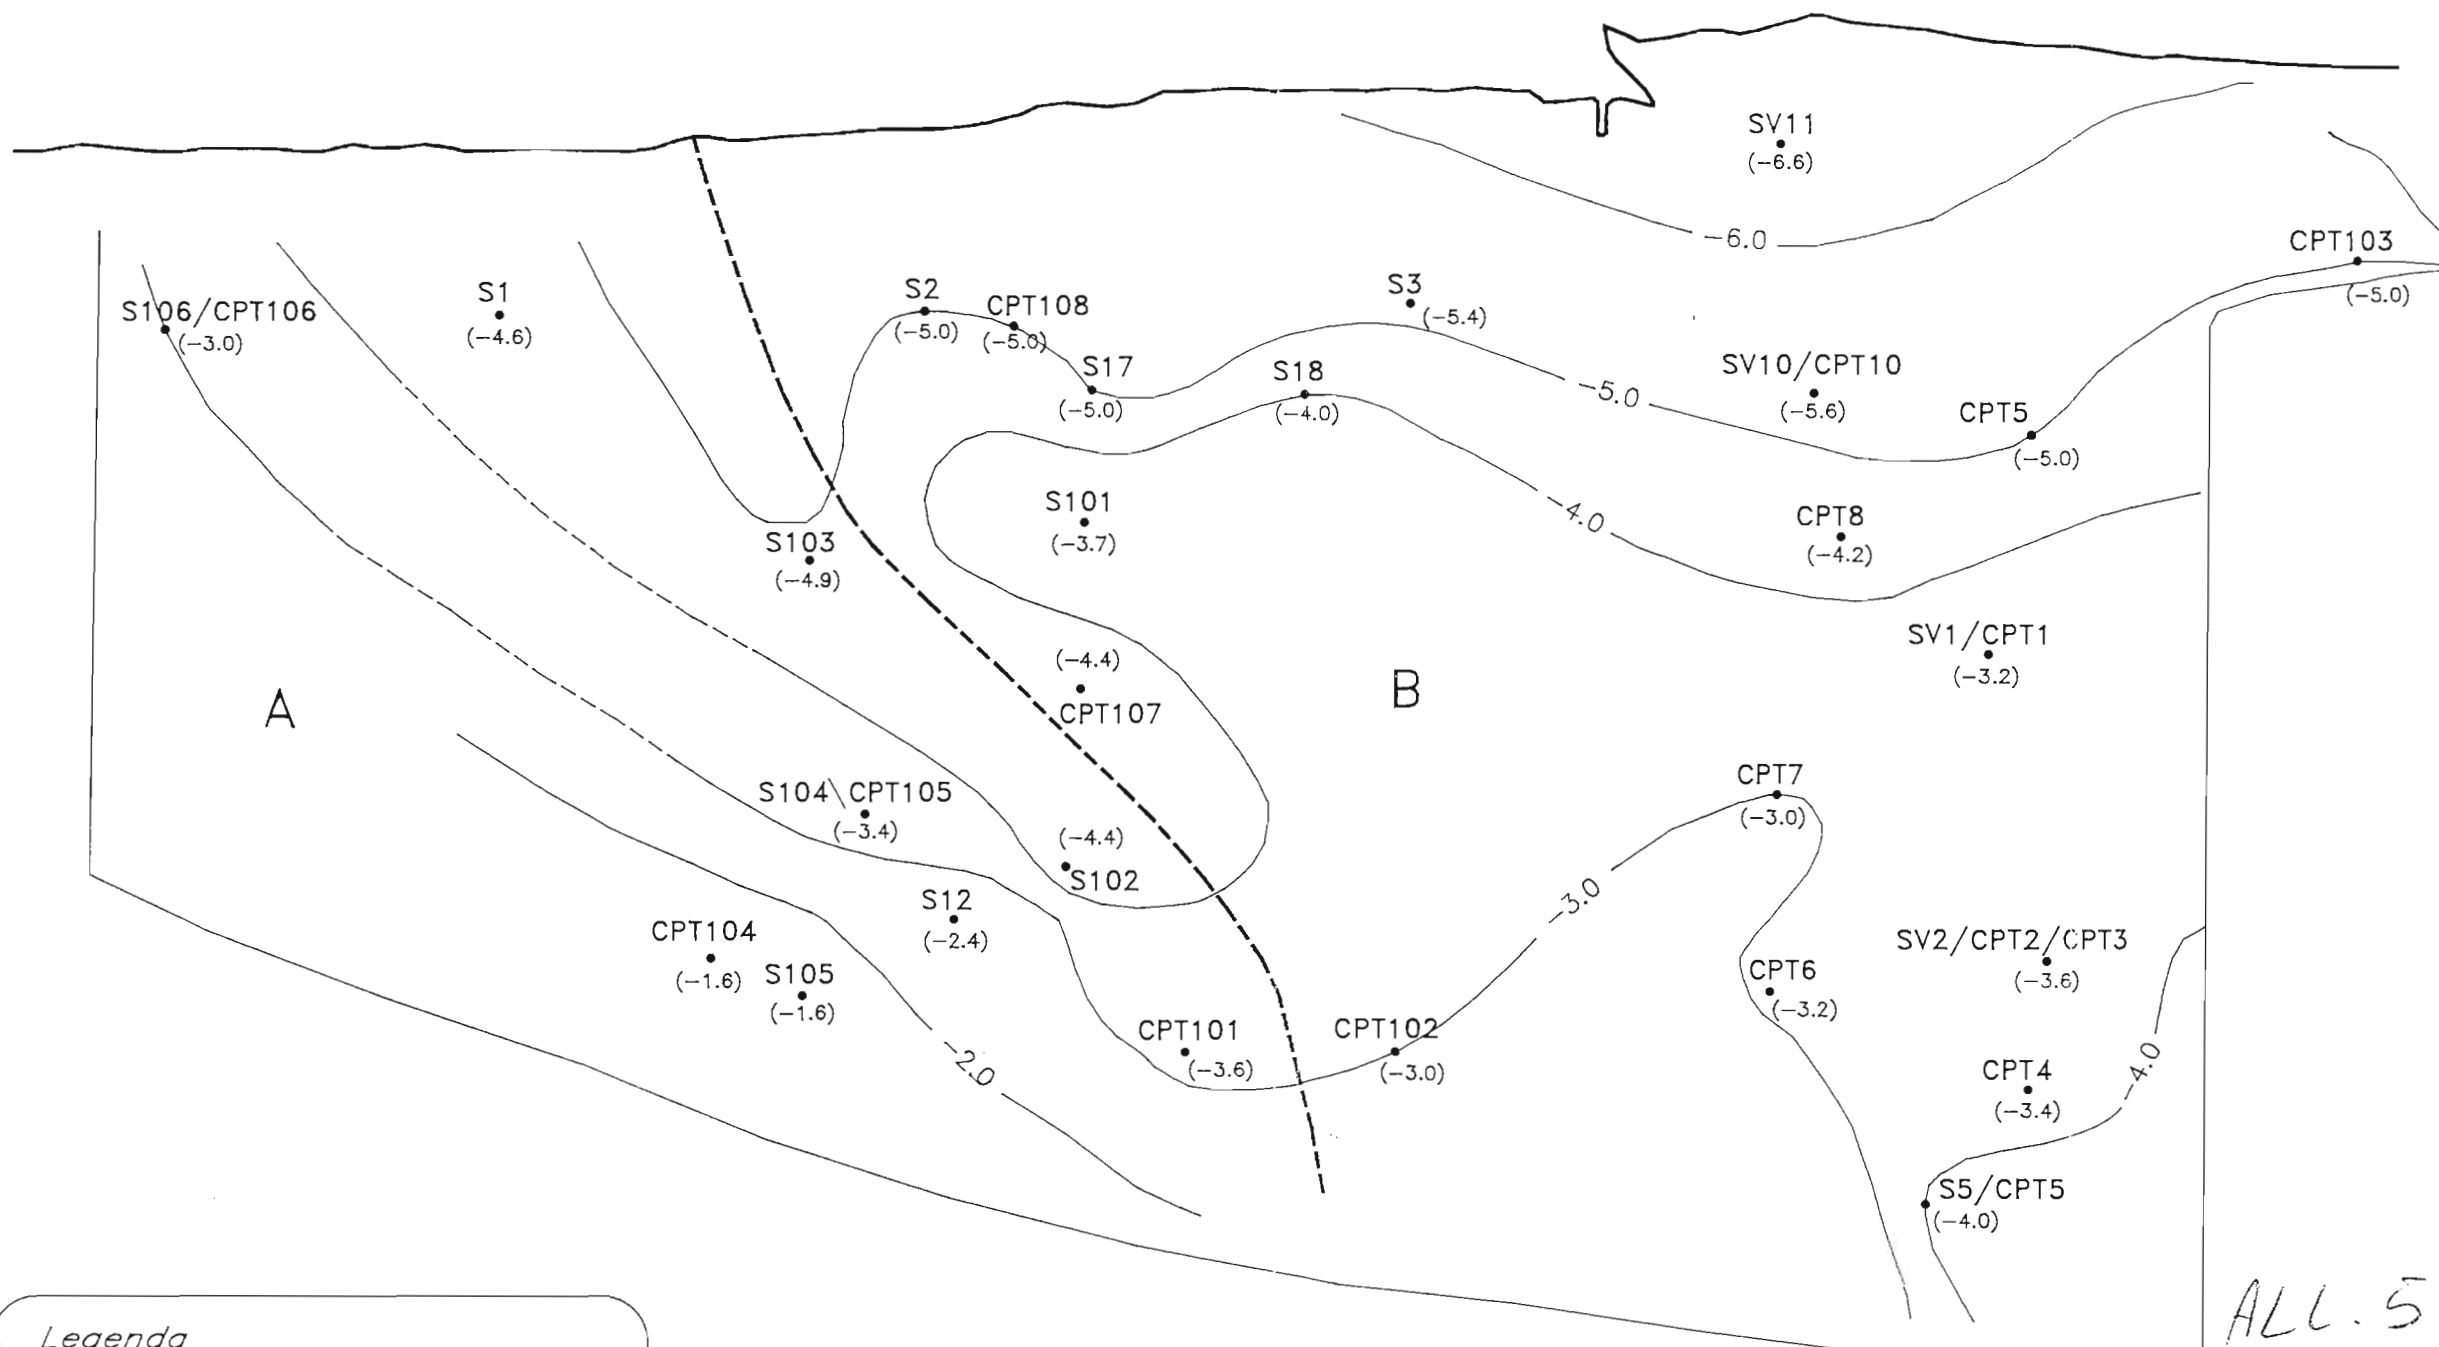 SV11
(-6.6)
-6.0
CPT103
(-5.0)
S106/CPT106
(-3.0)
S1
(-4.6)
S2
(-5.0)
CPT108
(-5.0)
S3
(-5.4)
S17
(-5.0)
S18
(-4.0)
-5.0
SV10/CPT10
(-5.6)
CPT5
(-5.0)
S101
(-3.7)
-4.0
CPT8
(-4.2)
S103
(-4.9)
SV1/CPT1
(-3.2)
(-4.4)
CPT107
A
B
S104\CPT105
(-3.4)
CPT7
(-3.0)
(-4.4)
S102
-3.0
S12
(-2.4)
CPT104
(-1.6)
S105
(-1.6)
SV2/CPT2/CPT3
(-3.6)
CPT6
(-3.2)
CPT101
(-3.6)
CPT102
(-3.0)
-2.0
CPT4
(-3.4)
-4.0
S5/CPT5
(-4.0)
ALL. 5
Legenda